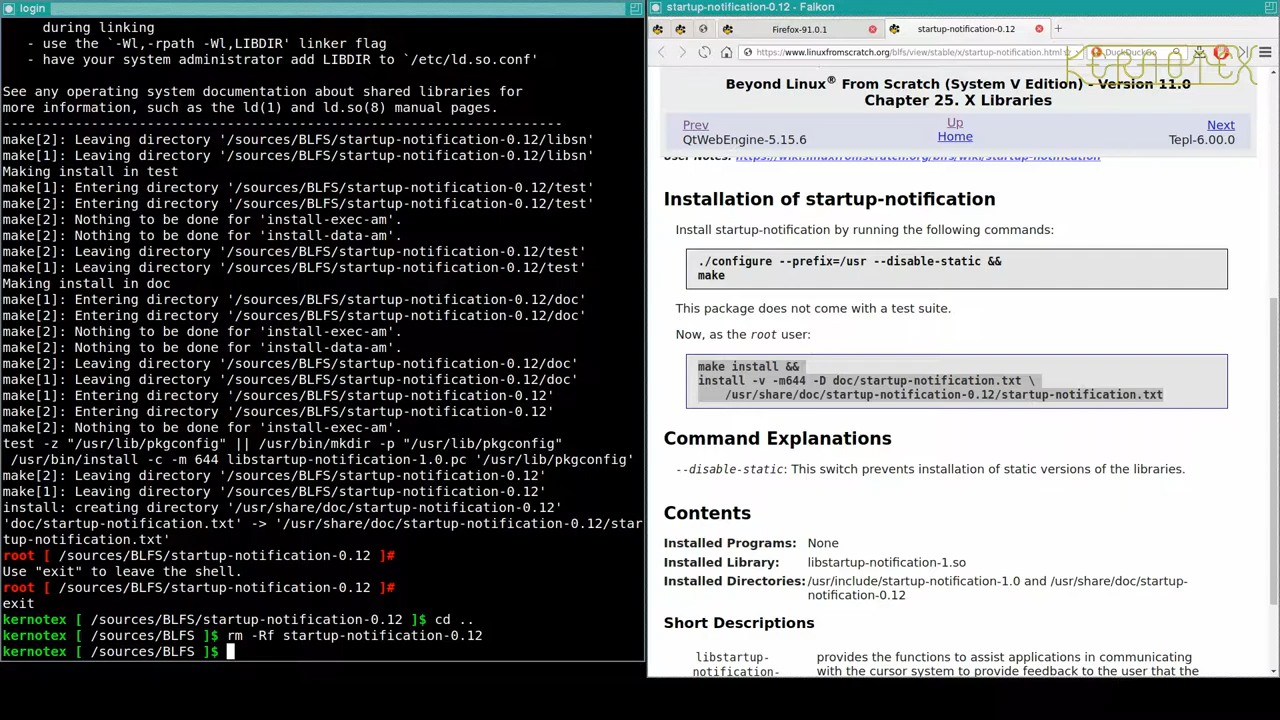 login
during linking
- use the `-Wl,-rpath -Wl,LIBDIR' linker flag
- have your system administrator add LIBDIR to `/etc/ld.so.conf'
See any operating system documentation about shared libraries for
more information, such as the ld(1) and ld.so(8) manual pages.
----------------------------------------------------------------------
make[2]: Leaving directory '/sources/BLFS/startup-notification-0.12/libsn'
make[1]: Leaving directory '/sources/BLFS/startup-notification-0.12/libsn'
Making install in test
make[1]: Entering directory '/sources/BLFS/startup-notification-0.12/test'
make[2]: Entering directory '/sources/BLFS/startup-notification-0.12/test'
make[2]: Nothing to be done for 'install-exec-am'.
make[2]: Nothing to be done for 'install-data-am'.
make[2]: Leaving directory '/sources/BLFS/startup-notification-0.12/test'
make[1]: Leaving directory '/sources/BLFS/startup-notification-0.12/test'
Making install in doc
make[1]: Entering directory '/sources/BLFS/startup-notification-0.12/doc'
make[2]: Entering directory '/sources/BLFS/startup-notification-0.12/doc'
make[2]: Nothing to be done for 'install-exec-am'.
make[2]: Nothing to be done for 'install-data-am'.
make[2]: Leaving directory '/sources/BLFS/startup-notification-0.12/doc'
make[1]: Leaving directory '/sources/BLFS/startup-notification-0.12/doc'
make[1]: Entering directory '/sources/BLFS/startup-notification-0.12'
make[2]: Entering directory '/sources/BLFS/startup-notification-0.12'
make[2]: Nothing to be done for 'install-exec-am'.
test -z "/usr/lib/pkgconfig" || /usr/bin/mkdir -p "/usr/lib/pkgconfig"
/usr/bin/install -c -m 644 libstartup-notification-1.0.pc '/usr/lib/pkgconfig'
make[2]: Leaving directory '/sources/BLFS/startup-notification-0.12'
make[1]: Leaving directory '/sources/BLFS/startup-notification-0.12'
install: creating directory '/usr/share/doc/startup-notification-0.12'
'doc/startup-notification.txt' -> '/usr/share/doc/startup-notification-0.12/star
tup-notification.txt'
root [ /sources/BLFS/startup-notification-0.12 ]#
Use "exit" to leave the shell.
root [ /sources/BLFS/startup-notification-0.12 ]#
exit
kernotex [ /sources/BLFS/startup-notification-0.12 ]$ cd ..
kernotex [ /sources/BLFS ]$ rm -Rf startup-notification-0.12
kernotex [ /sources/BLFS ]$
startup-notification-0.12 - Falkon
Firefox-91.0.1
startup-notification-0.12
https://www.linuxfromscratch.org/blfs/view/stable/x/startup-notification.html
DuckDuckGo
KERNOTEX
Beyond Linux® From Scratch (System V Edition) - Version 11.0
Chapter 25. X Libraries
Prev
Up
Next
QtWebEngine-5.15.6
Home
Tepl-6.00.0
User Notes: https://wiki.linuxfromscratch.org/blfs/wiki/startup-notification
Installation of startup-notification
Install startup-notification by running the following commands:
./configure --prefix=/usr --disable-static &&
make
This package does not come with a test suite.
Now, as the root user:
make install &&
install -v -m644 -D doc/startup-notification.txt \
/usr/share/doc/startup-notification-0.12/startup-notification.txt
Command Explanations
--disable-static: This switch prevents installation of static versions of the libraries.
Contents
Installed Programs: None
Installed Library: libstartup-notification-1.so
Installed Directories: /usr/include/startup-notification-1.0 and /usr/share/doc/startup-
notification-0.12
Short Descriptions
libstartup- provides the functions to assist applications in communicating
notification- with the cursor system to provide feedback to the user that the